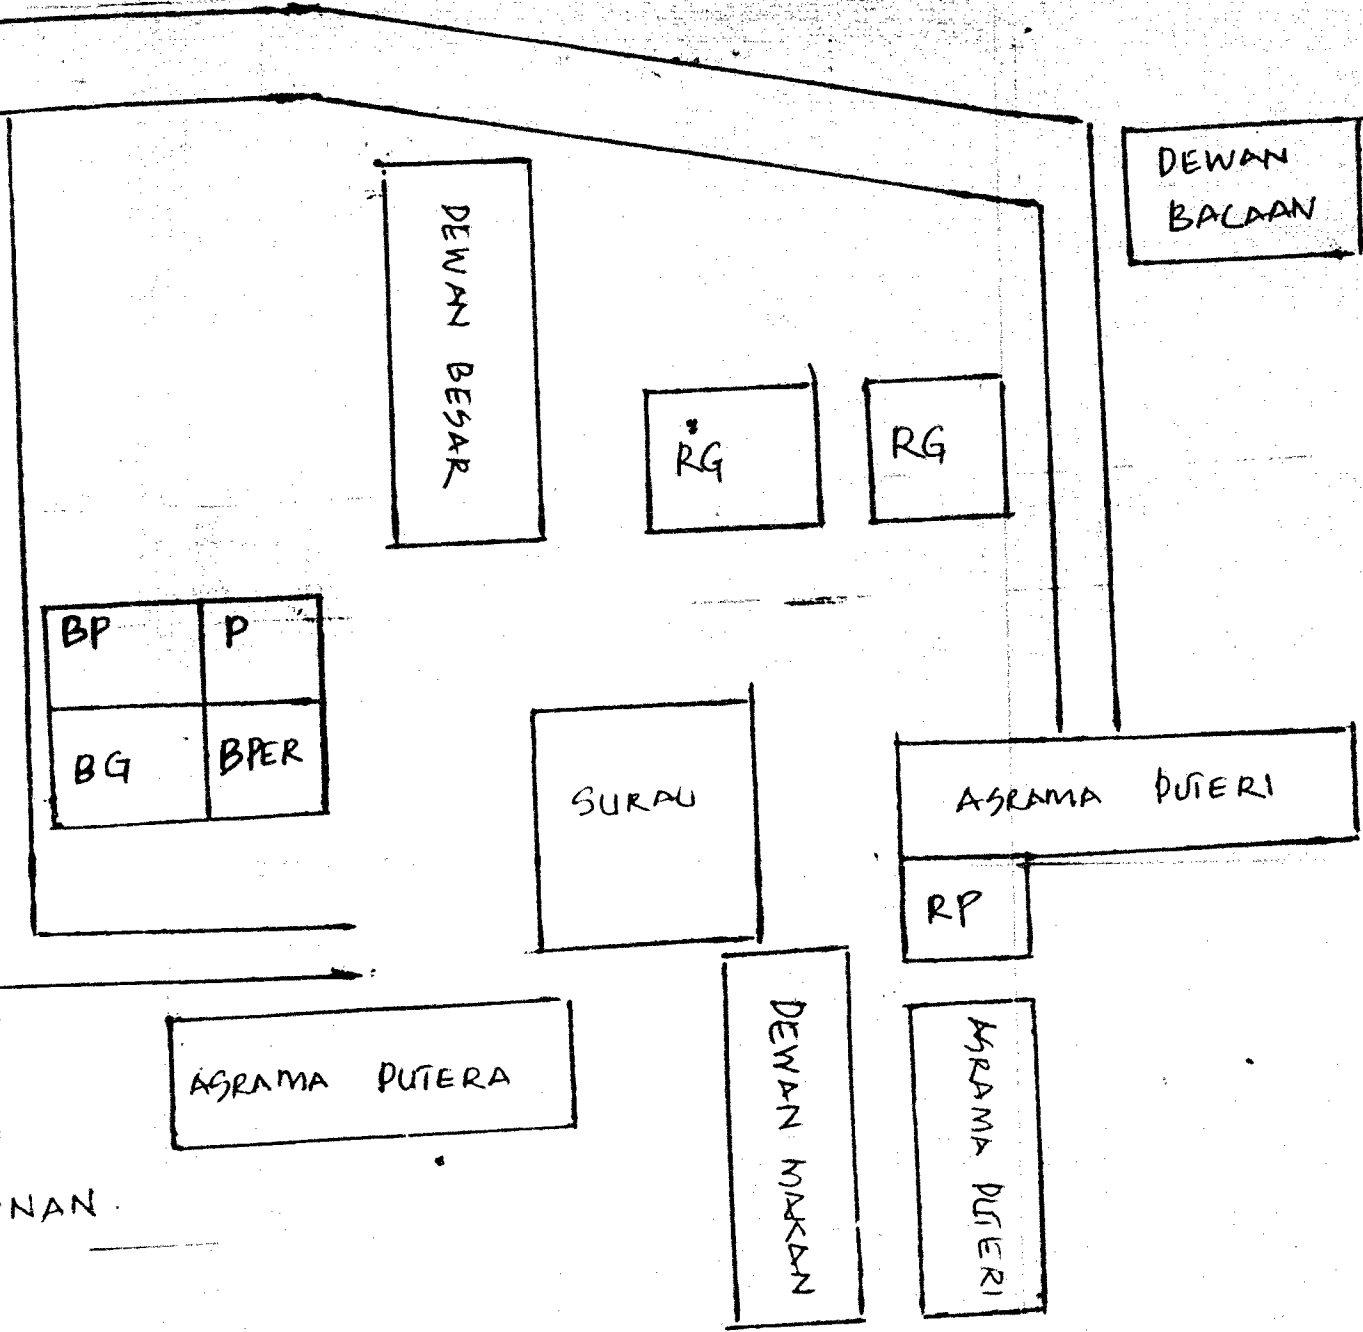 DEWAN
BACAAN
DEWAN BESAR
RG
RG
BP
P
BG
BPER
SURAU
ASRAMA PUTERI
RP
ASRAMA PUTERA
DEWAN MAKAN
ASRAMA PUTERI
NAN.